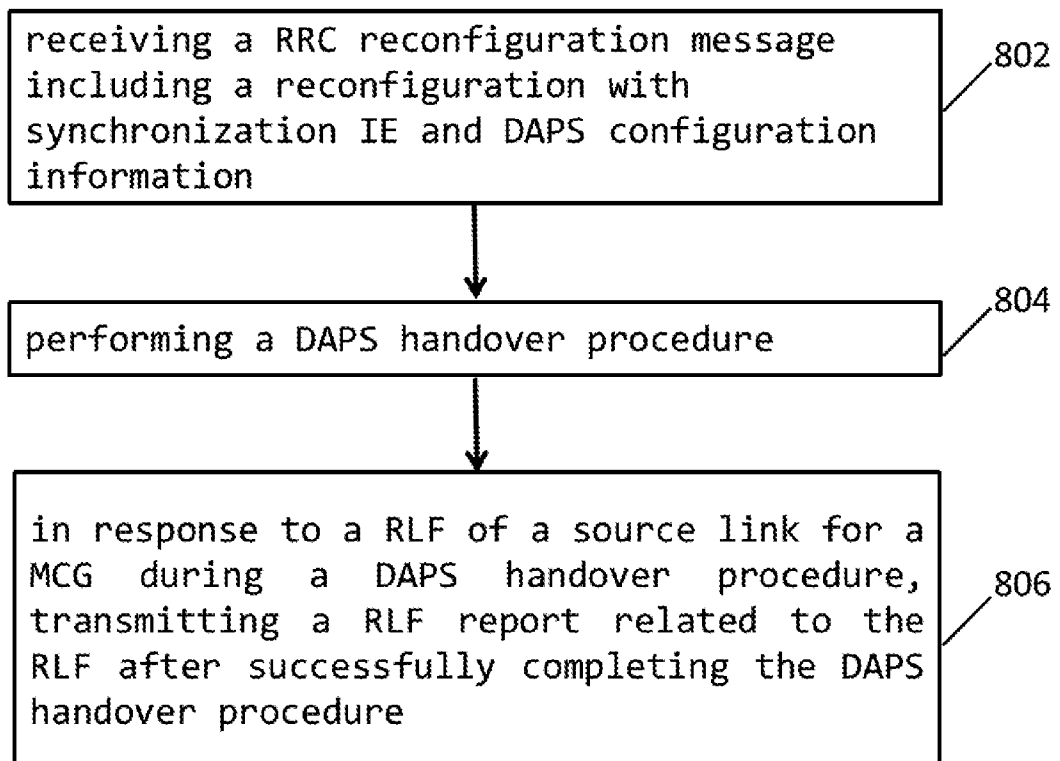 receiving a RRC reconfiguration message
including a reconfiguration with
synchronization IE and DAPS configuration
information
802
performing a DAPS handover procedure
804
in response to a RLF of a source link for a
MCG during a DAPS handover procedure,
transmitting a RLF report related to the
RLF after successfully completing the DAPS
handover procedure
806